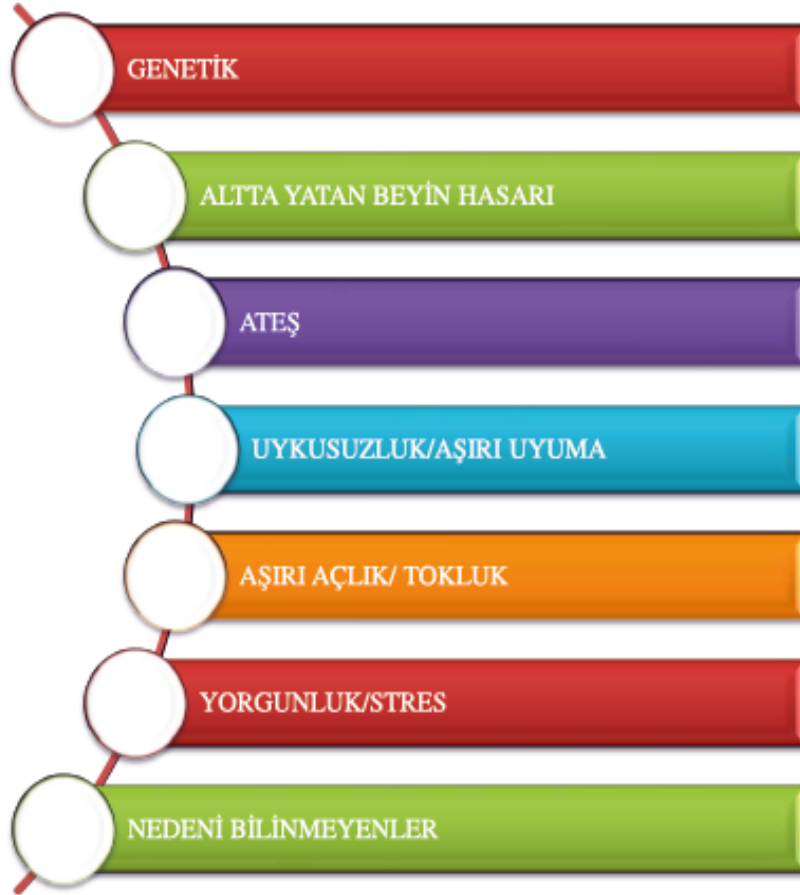 GENETİK
ALTTA YATAN BEYİN HASARI
ATEŞ
UYKUSUZLUK/AŞIRI UYUMA
AŞIRI AÇLIK/ TOKLUK
YORGUNLUK/STRES
NEDENİ BİLİNMEYENLER